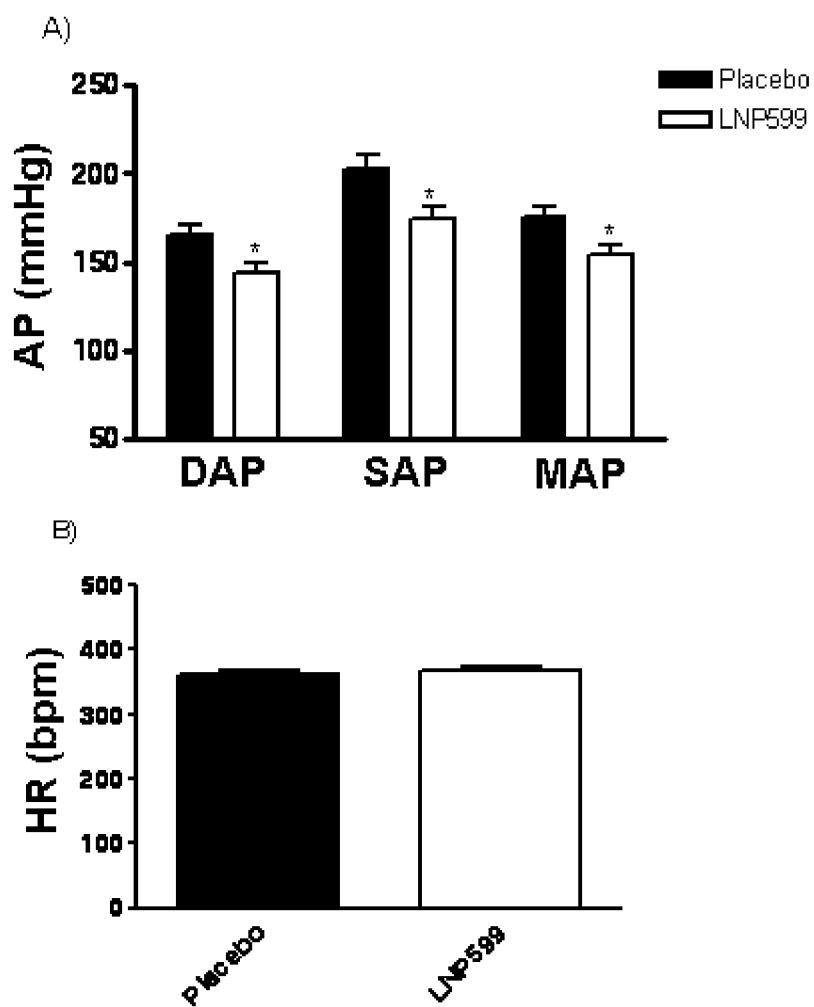 A)
250
200
150
100
50
AP (mmHg)
Placebo
LNP599
*
*
*
DAP SAP MAP
B)
500
400
300
200
100
0
HR (bpm)
Placebo LNP599